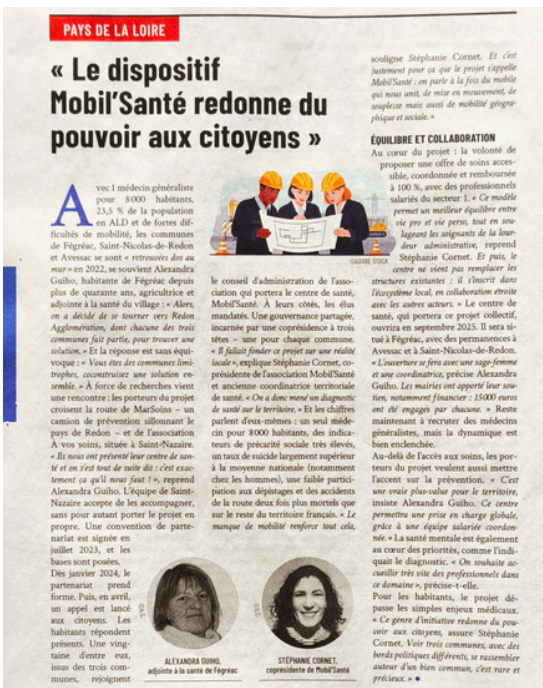 PAYS DE LA LOIRE
« Le dispositif
Mobil'Santé redonne du
pouvoir aux citoyens »
Avec 1 médecin généraliste
pour 8 000 habitants,
23,5 % de la population
en ALD et de fortes dif-
ficultés de mobilité, les communes
de Fégréac, Saint-Nicolas-de-Redon
et Avessac se sont « retrouvées dos au
mur » en 2022, se souvient Alexandra
Guiho, habitante de Fégréac depuis
plus de quarante ans, agricultrice et
adjointe à la santé du village : « Alors,
on a décidé de se tourner vers Redon
Agglomération, dont chacune des trois
communes fait partie, pour trouver une
solution. » Et la réponse est sans équi-
voque : « Vous êtes des communes limi-
trophes, coconstruisez une solution en-
semble. » À force de recherches vient
une rencontre : les porteurs du projet
croisent la route de MarSoins – un
camion de prévention sillonnant le
pays de Redon – et de l'association
À vos soins, située à Saint-Nazaire.
« Ils nous ont présenté leur centre de san-
té et on s'est tout de suite dit : c'est exac-
tement ça qu'il nous faut ! », reprend
Alexandra Guiho. L'équipe de Saint-
Nazaire accepte de les accompagner,
sans pour autant porter le projet en
propre. Une convention de parte-
nariat est signée en
juillet 2023, et les
bases sont posées.
Dès janvier 2024, le
partenariat prend
forme. Puis, en avril,
un appel est lancé
aux citoyens. Les
habitants répondent
présents. Une ving-
taine d'entre eux,
issus des trois com-
munes, rejoignent
©ADOBE STOCK
le conseil d'administration de l'asso-
ciation qui portera le centre de santé,
Mobil'Santé. À leurs côtés, les élus
mandatés. Une gouvernance partagée,
incarnée par une coprésidence à trois
têtes – une pour chaque commune.
« Il fallait fonder ce projet sur une réalité
locale », explique Stéphanie Cornet, co-
présidente de l'association Mobil'Santé
et ancienne coordinatrice territoriale
de santé. « On a donc mené un diagnostic
de santé sur le territoire. » Et les chiffres
parlent d'eux-mêmes : un seul méde-
cin pour 8 000 habitants, des indica-
teurs de précarité sociale très élevés,
un taux de suicide largement supérieur
à la moyenne nationale (notamment
chez les hommes), une faible partici-
pation aux dépistages et des accidents
de la route deux fois plus mortels que
sur le reste du territoire français. « Le
manque de mobilité renforce tout cela,
ALEXANDRA GUIHO,
adjointe à la santé de Fégréac
STÉPHANIE CORNET,
coprésidente de Mobil'Santé
souligne Stéphanie Cornet. Et c'est
justement pour ça que le projet s'appelle
Mobil'Santé : on parle à la fois du mobile
qui nous unit, de mise en mouvement, de
souplesse mais aussi de mobilité géogra-
phique et sociale. »
ÉQUILIBRE ET COLLABORATION
Au cœur du projet : la volonté de
proposer une offre de soins acces-
sible, coordonnée et remboursée
à 100 %, avec des professionnels
salariés du secteur 1. « Ce modèle
permet un meilleur équilibre entre
vie pro et vie perso, tout en sou-
lageant les soignants de la lour-
deur administrative, reprend
Stéphanie Cornet. Et puis, le
centre ne vient pas remplacer les
structures existantes : il s'inscrit dans
l'écosystème local, en collaboration étroite
avec les autres acteurs. » Le centre de
santé, qui portera ce projet collectif,
ouvrira en septembre 2025. Il sera si-
tué à Fégréac, avec des permanences à
Avessac et à Saint-Nicolas-de-Redon.
« L'ouverture se fera avec une sage-femme
et une coordinatrice, précise Alexandra
Guiho. Les mairies ont apporté leur sou-
tien, notamment financier : 15 000 euros
ont été engagés par chacune. » Reste
maintenant à recruter des médecins
généralistes, mais la dynamique est
bien enclenchée.
Au-delà de l'accès aux soins, les por-
teurs du projet veulent aussi mettre
l'accent sur la prévention. « C'est
une vraie plus-value pour le territoire,
insiste Alexandra Guiho. Ce centre
permettra une prise en charge globale,
grâce à une équipe salariée coordon-
née. » La santé mentale est également
au cœur des priorités, comme l'indi-
quait le diagnostic. « On souhaite ac-
cueillir très vite des professionnels dans
ce domaine », précise-t-elle.
Pour les habitants, le projet dé-
passe les simples enjeux médicaux.
« Ce genre d'initiative redonne du pou-
voir aux citoyens, assure Stéphanie
Cornet. Voir trois communes, avec des
bords politiques différents, se rassembler
autour d'un bien commun, c'est rare et
précieux. »